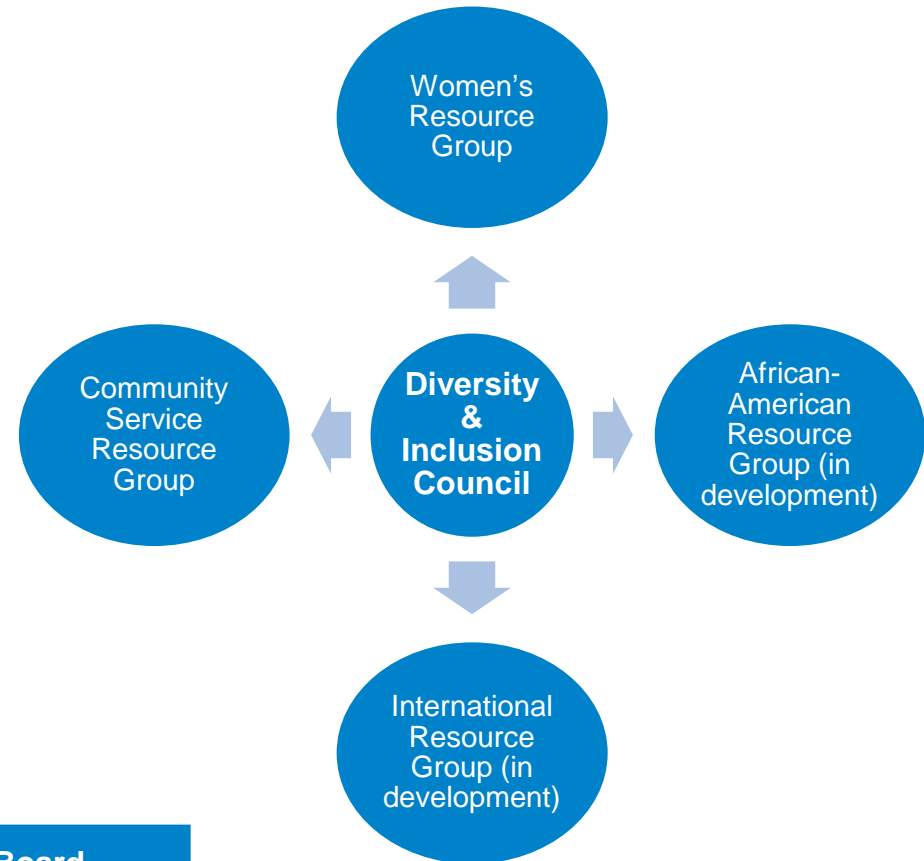 Women’s
Resource
Group
Community
Service
Resource
Group
Diversity
&
Inclusion
Council
African-
American
Resource
Group (in
development)
International
Resource
Group (in
development)
Board